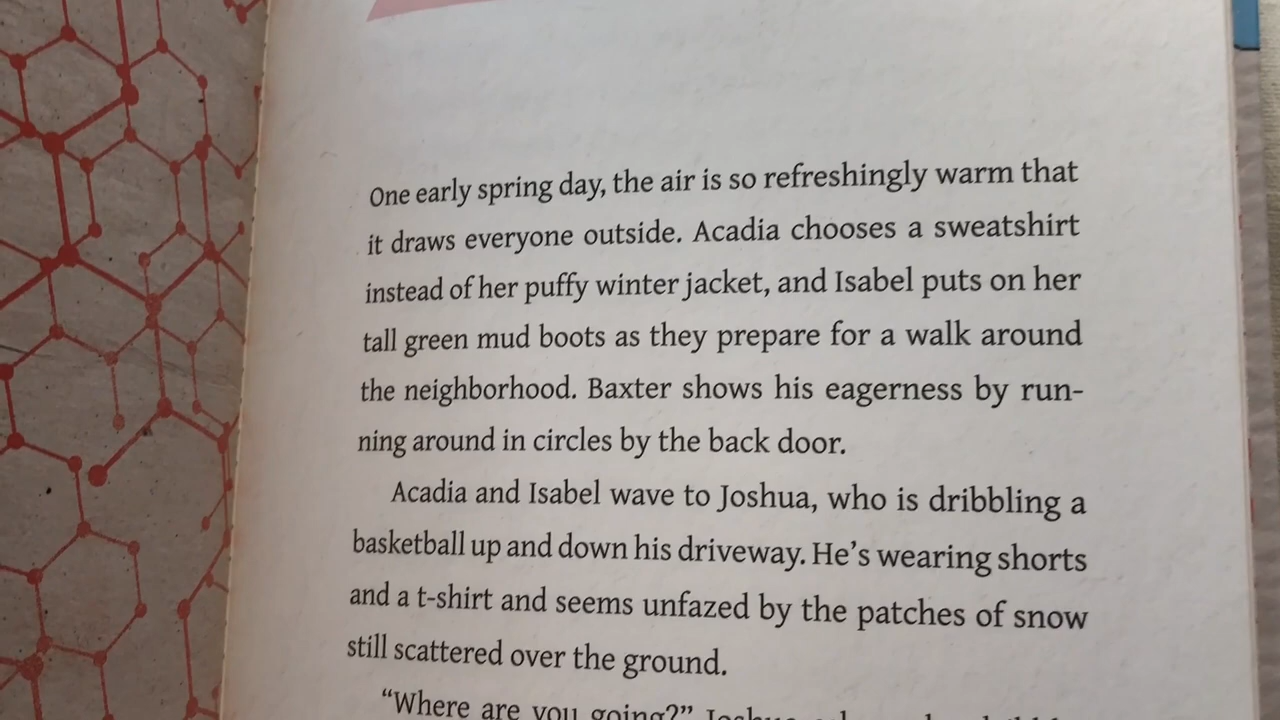 One early spring day, the air is so refreshingly warm that
it draws everyone outside. Acadia chooses a sweatshirt
instead of her puffy winter jacket, and Isabel puts on her
tall green mud boots as they prepare for a walk around
the neighborhood. Baxter shows his eagerness by run-
ning around in circles by the back door.
Acadia and Isabel wave to Joshua, who is dribbling a
basketball up and down his driveway. He’s wearing shorts
and a t-shirt and seems unfazed by the patches of snow
still scattered over the ground.
“Where are you going?” Joshua